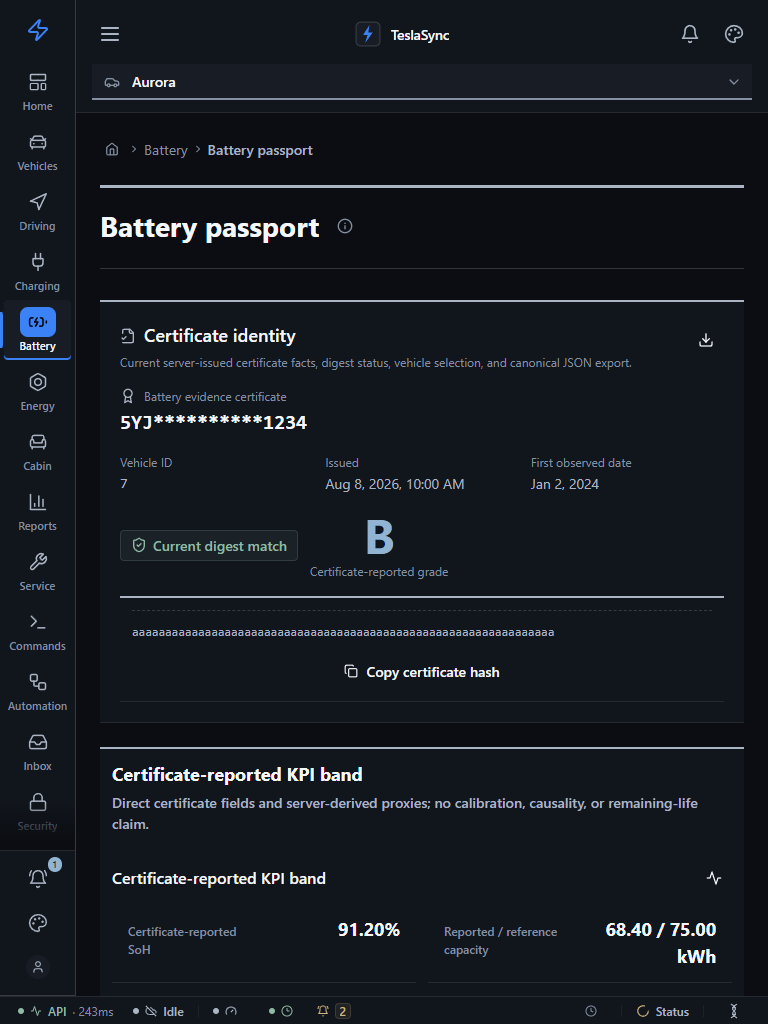 TeslaSync
Aurora
Home
Vehicles
Driving
Charging
Battery
Energy
Cabin
Reports
Service
Commands
Automation
Inbox
Security
1
Battery
Battery passport
Battery passport
Certificate identity
Current server-issued certificate facts, digest status, vehicle selection, and canonical JSON export.
Battery evidence certificate
5YJ**********1234
Vehicle ID
7
Issued
Aug 8, 2026, 10:00 AM
First observed date
Jan 2, 2024
Current digest match
B
Certificate-reported grade
aaaaaaaaaaaaaaaaaaaaaaaaaaaaaaaaaaaaaaaaaaaaaaaaaaaaaaaaaaaaaaaa
Copy certificate hash
Certificate-reported KPI band
Direct certificate fields and server-derived proxies; no calibration, causality, or remaining-life
claim.
Certificate-reported KPI band
Certificate-reported
SoH
91.20%
Reported / reference
capacity
68.40 / 75.00
kWh
API · 243ms
Idle
2
Status